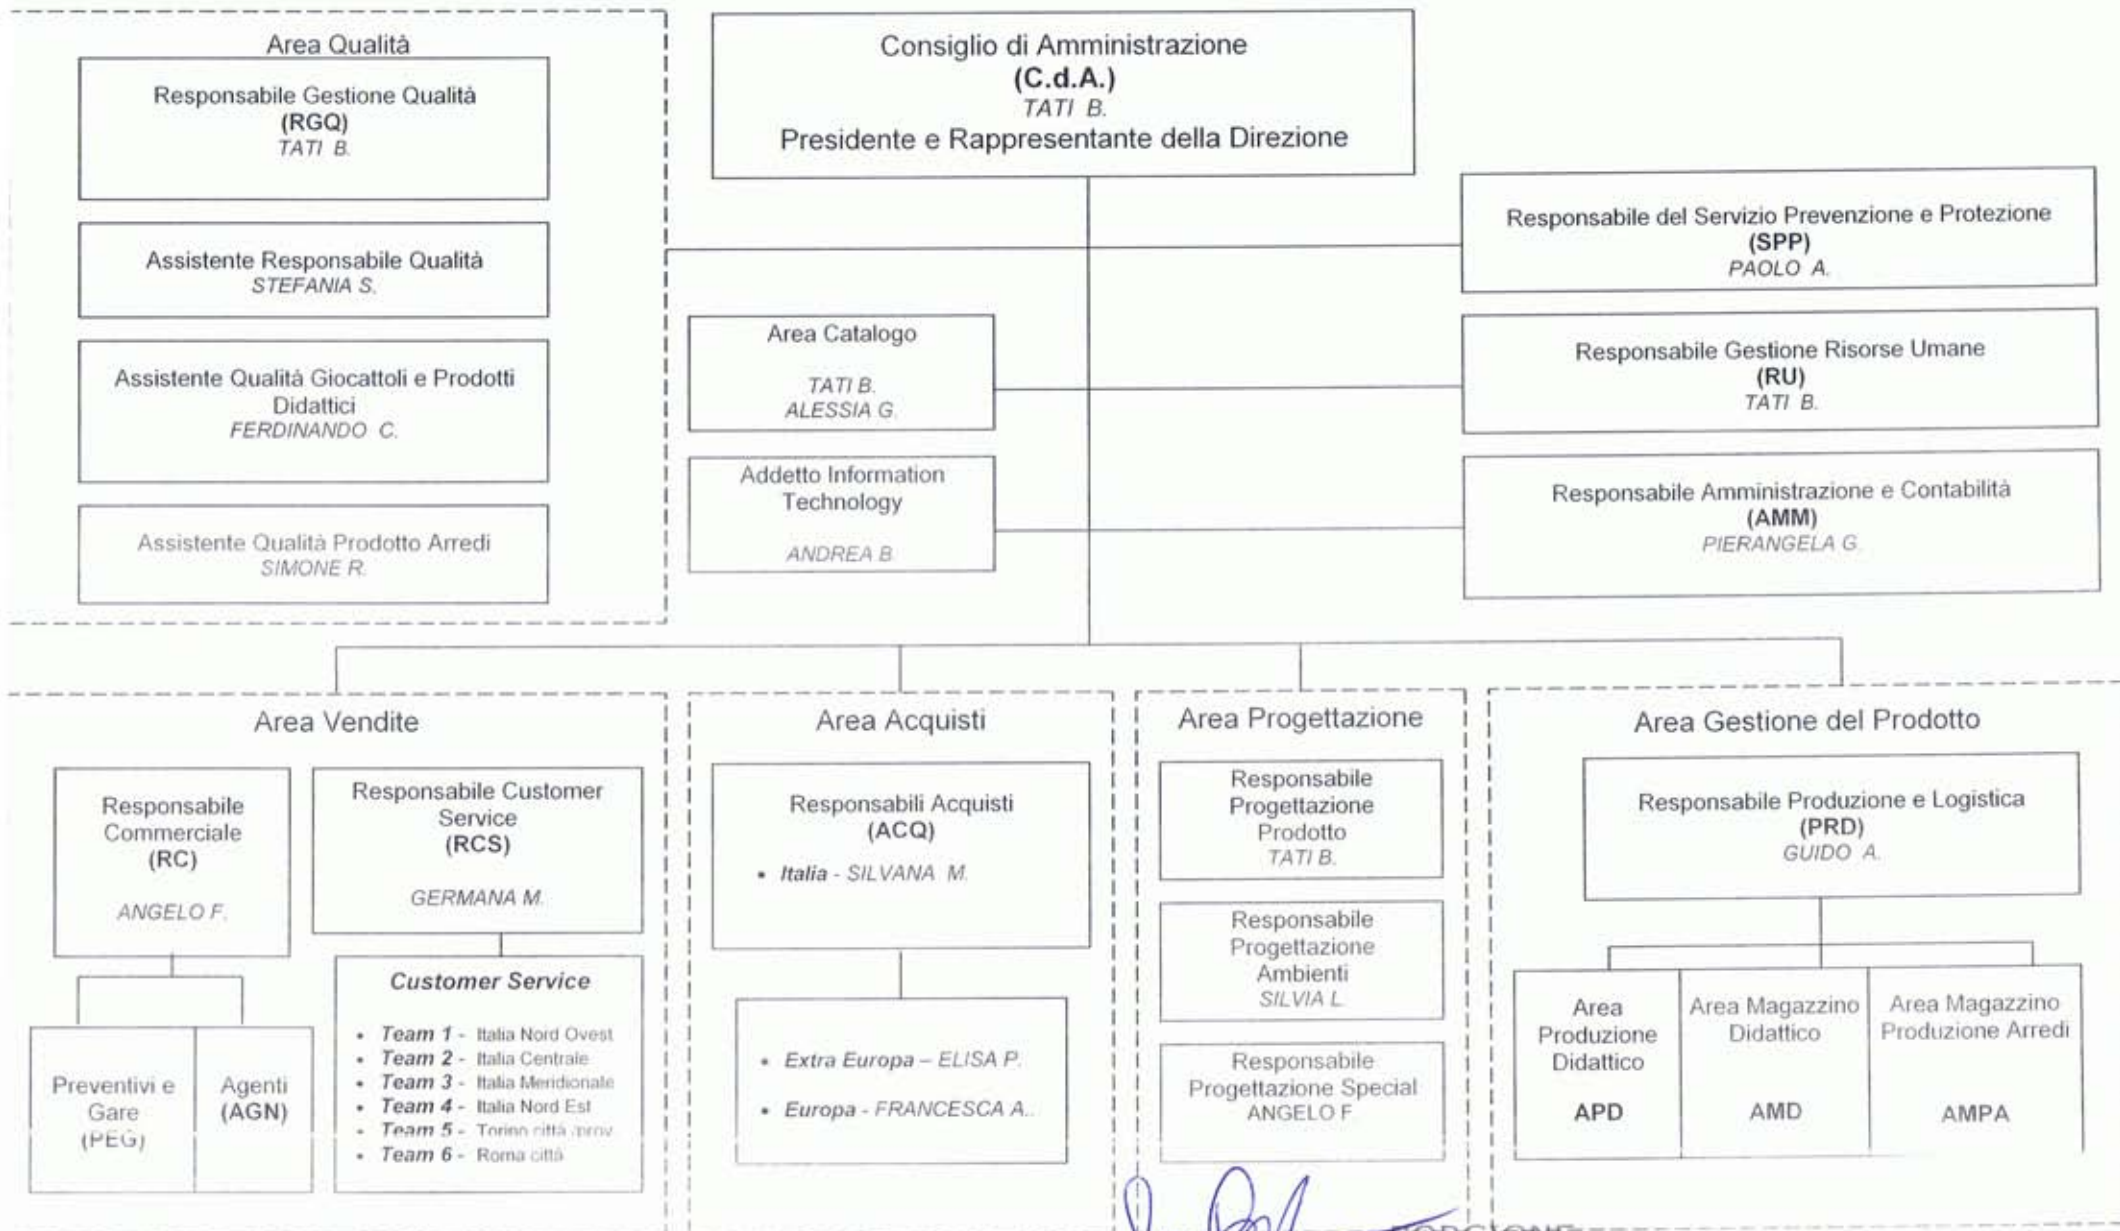 Area Qualità
Responsabile Gestione Qualità
(RGQ)
TATI B.
Assistente Responsabile Qualità
STEFANIA S.
Assistente Qualità Giocattoli e Prodotti
Didattici
FERDINANDO C.
Assistente Qualità Prodotto Arredi
SIMONE R.
Consiglio di Amministrazione
(C.d.A.)
TATI B.
Presidente e Rappresentante della Direzione
Responsabile del Servizio Prevenzione e Protezione
(SPP)
PAOLO A.
Area Catalogo
TATI B.
ALESSIA G.
Responsabile Gestione Risorse Umane
(RU)
TATI B.
Addetto Information
Technology
ANDREA B
Responsabile Amministrazione e Contabilità
(AMM)
PIERANGELA G.
Area Vendite
Responsabile
Commerciale
(RC)
ANGELO F.
Preventivi e
Gare
(PEG)
Agenti
(AGN)
Responsabile Customer
Service
(RCS)
GERMANA M.
Customer Service
• Team 1 - Italia Nord Ovest
• Team 2 - Italia Centrale
• Team 3 - Italia Meridionale
• Team 4 - Italia Nord Est
• Team 5 - Torino città /prov.
• Team 6 - Roma città
Area Acquisti
Responsabili Acquisti
(ACQ)
• Italia - SILVANA M.
• Extra Europa – ELISA P.
• Europa - FRANCESCA A..
Area Progettazione
Responsabile
Progettazione
Prodotto
TATI B.
Responsabile
Progettazione
Ambienti
SILVIA L.
Responsabile
Progettazione Special
ANGELO F
Area Gestione del Prodotto
Responsabile Produzione e Logistica
(PRD)
GUIDO A.
Area
Produzione
Didattico
APD
Area Magazzino
Didattico
AMD
Area Magazzino
Produzione Arredi
AMPA